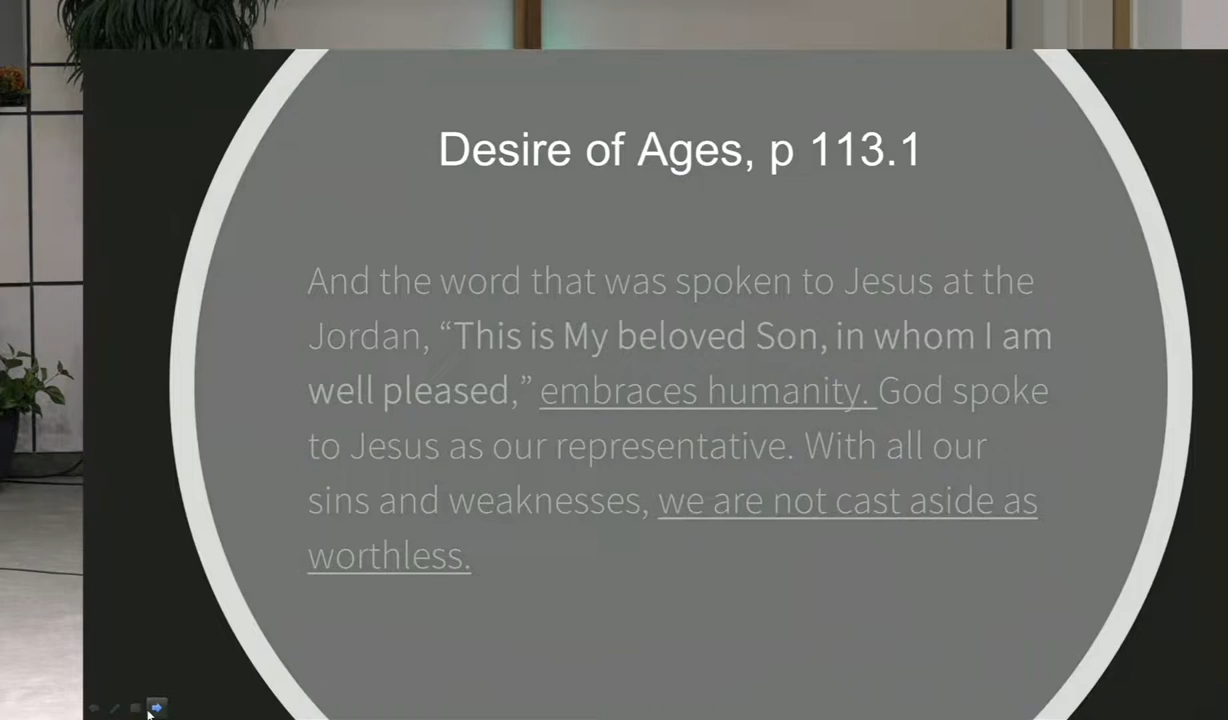 Desire of Ages, p 113.1
And the word that was spoken to Jesus at the
Jordan, “This is My beloved Son, in whom I am
well pleased,” embraces humanity. God spoke
to Jesus as our representative. With all our
sins and weaknesses, we are not cast aside as
worthless.